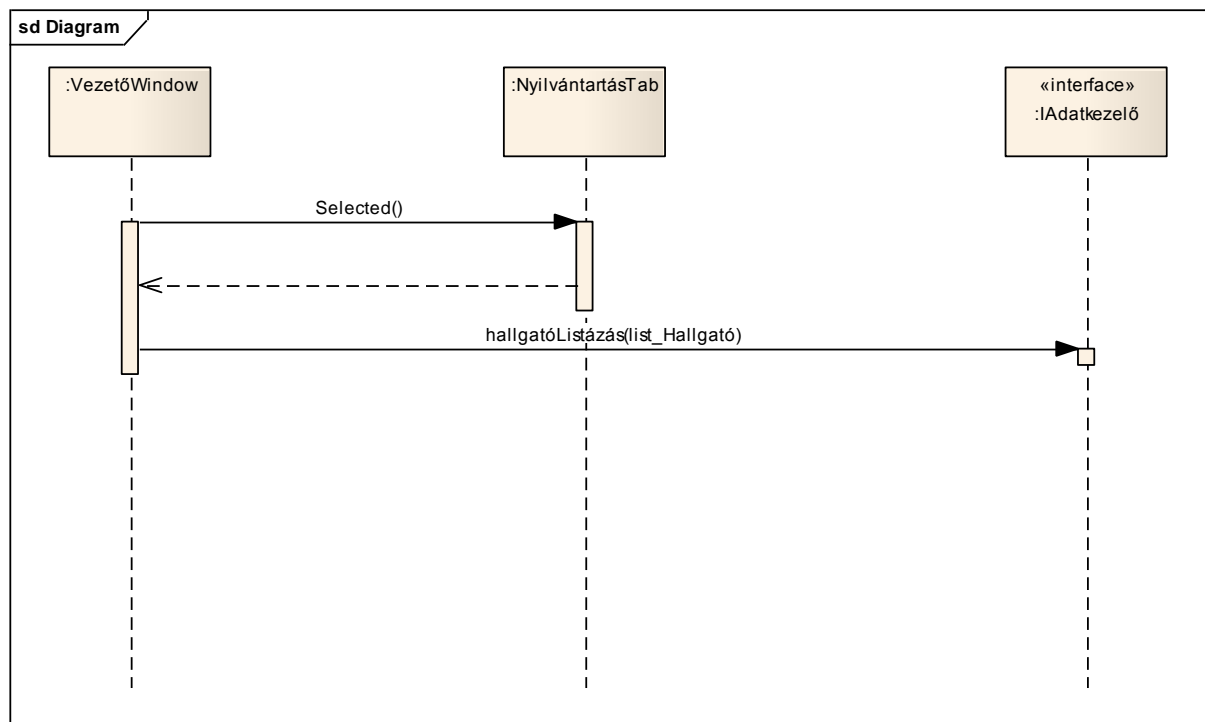 sd Diagram
:VezetőWindow
:NyilvántartásTab
«interface»
:IAdatkezelő
Selected()
hallgatóListázás(list_Hallgató)